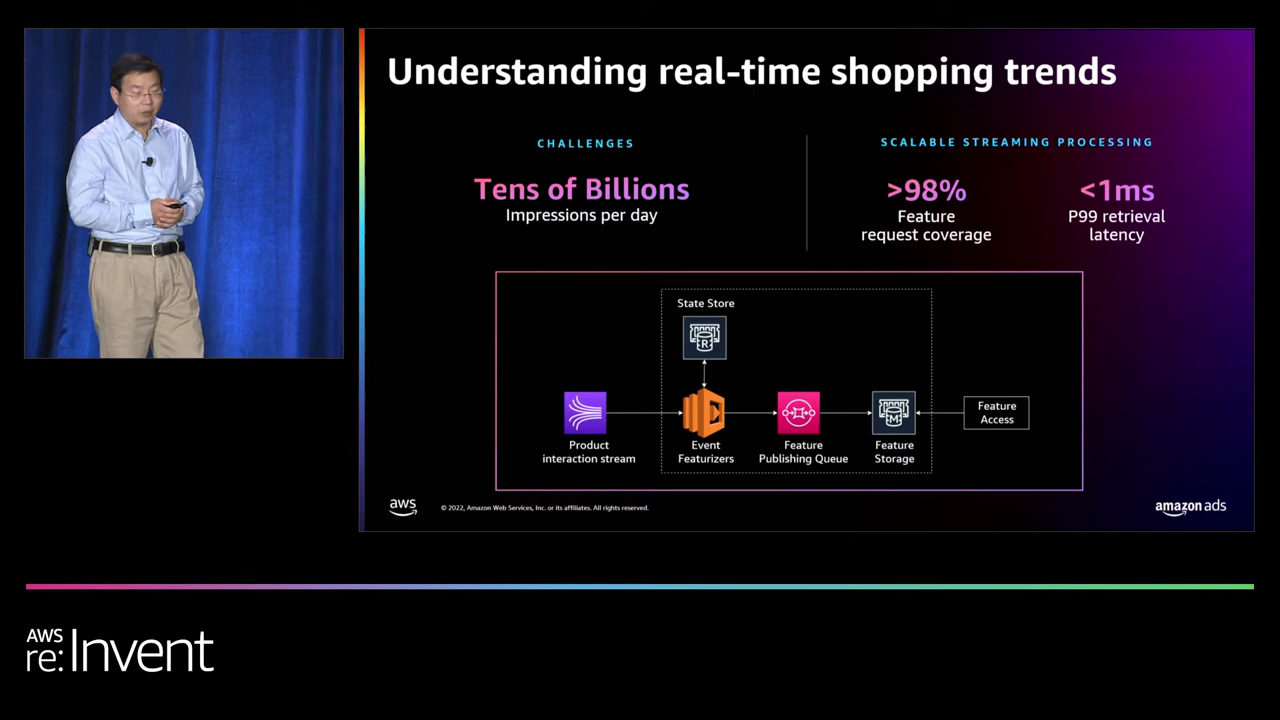 Understanding real-time shopping trends
CHALLENGES
Tens of Billions
Impressions per day
SCALABLE STREAMING PROCESSING
>98%
Feature
request coverage
<1ms
P99 retrieval
latency
State Store
R
M
Product
interaction stream
Event
Featurizers
Feature
Publishing Queue
Feature
Storage
Feature
Access
aws
© 2022, Amazon Web Services, Inc. or its affiliates. All rights reserved.
amazon ads
AWS
re:Invent